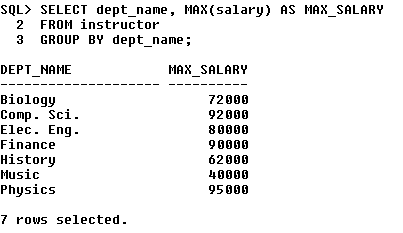 SQL> SELECT dept_name, MAX(salary) AS MAX_SALARY
  2  FROM instructor
  3  GROUP BY dept_name;
DEPT_NAME            MAX_SALARY
-------------------- ----------
Biology                   72000
Comp. Sci.                92000
Elec. Eng.                80000
Finance                   90000
History                   62000
Music                     40000
Physics                   95000
7 rows selected.